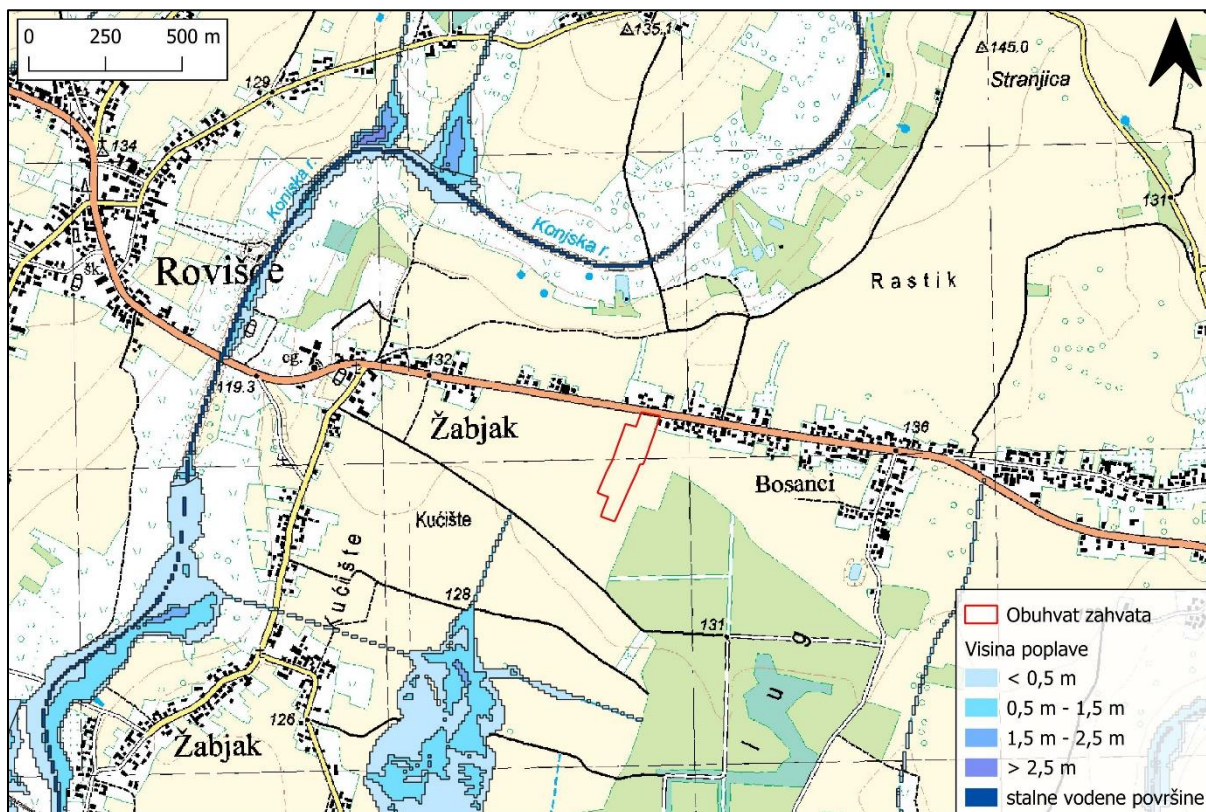 0 250 500 m
135.1
145.0
Stranjica
129
134
Konjska r.
Konjska r.
131
Rovišće
šk.
Rastik
cg.
132
119.3
Žabjak
136
Bosanci
Kućište
Kućište
128
131
lug
126
Žabjak
Obuhvat zahvata
Visina poplave
< 0,5 m
0,5 m - 1,5 m
1,5 m - 2,5 m
> 2,5 m
stalne vodene površine